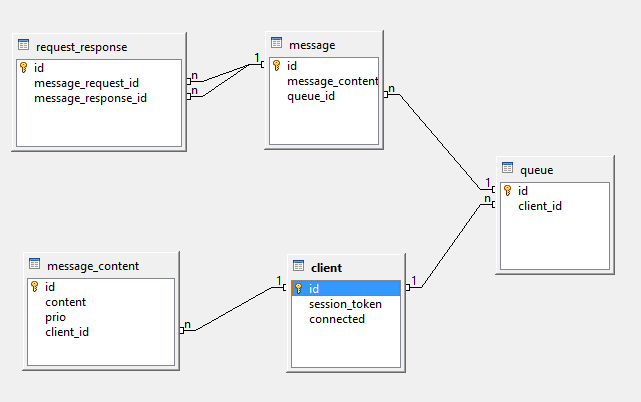 request_response
id
message_request_id
message_response_id
n
n
1
message
id
message_content
queue_id
n
1
n
queue
id
client_id
message_content
id
content
prio
client_id
n
1
client
id
session_token
connected
1